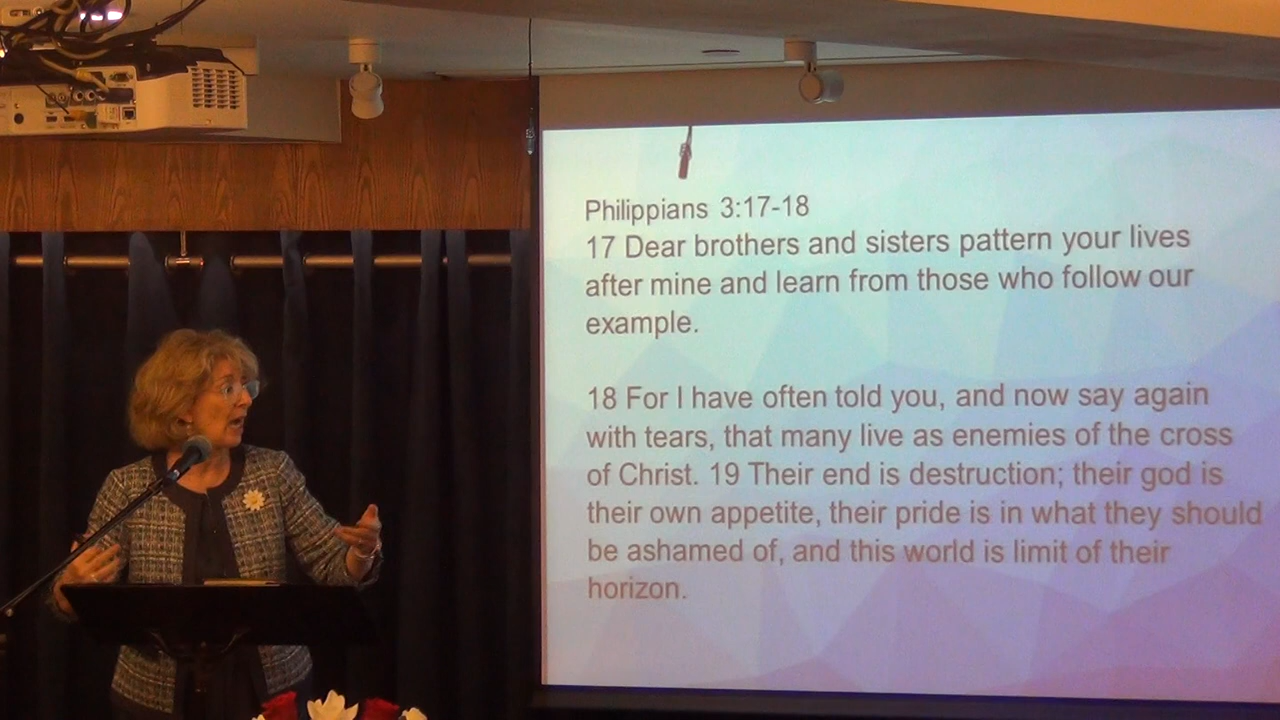 Philippians 3:17-18
17 Dear brothers and sisters pattern your lives
after mine and learn from those who follow our
example.
18 For I have often told you, and now say again
with tears, that many live as enemies of the cross
of Christ. 19 Their end is destruction; their god is
their own appetite, their pride is in what they should
be ashamed of, and this world is limit of their
horizon.